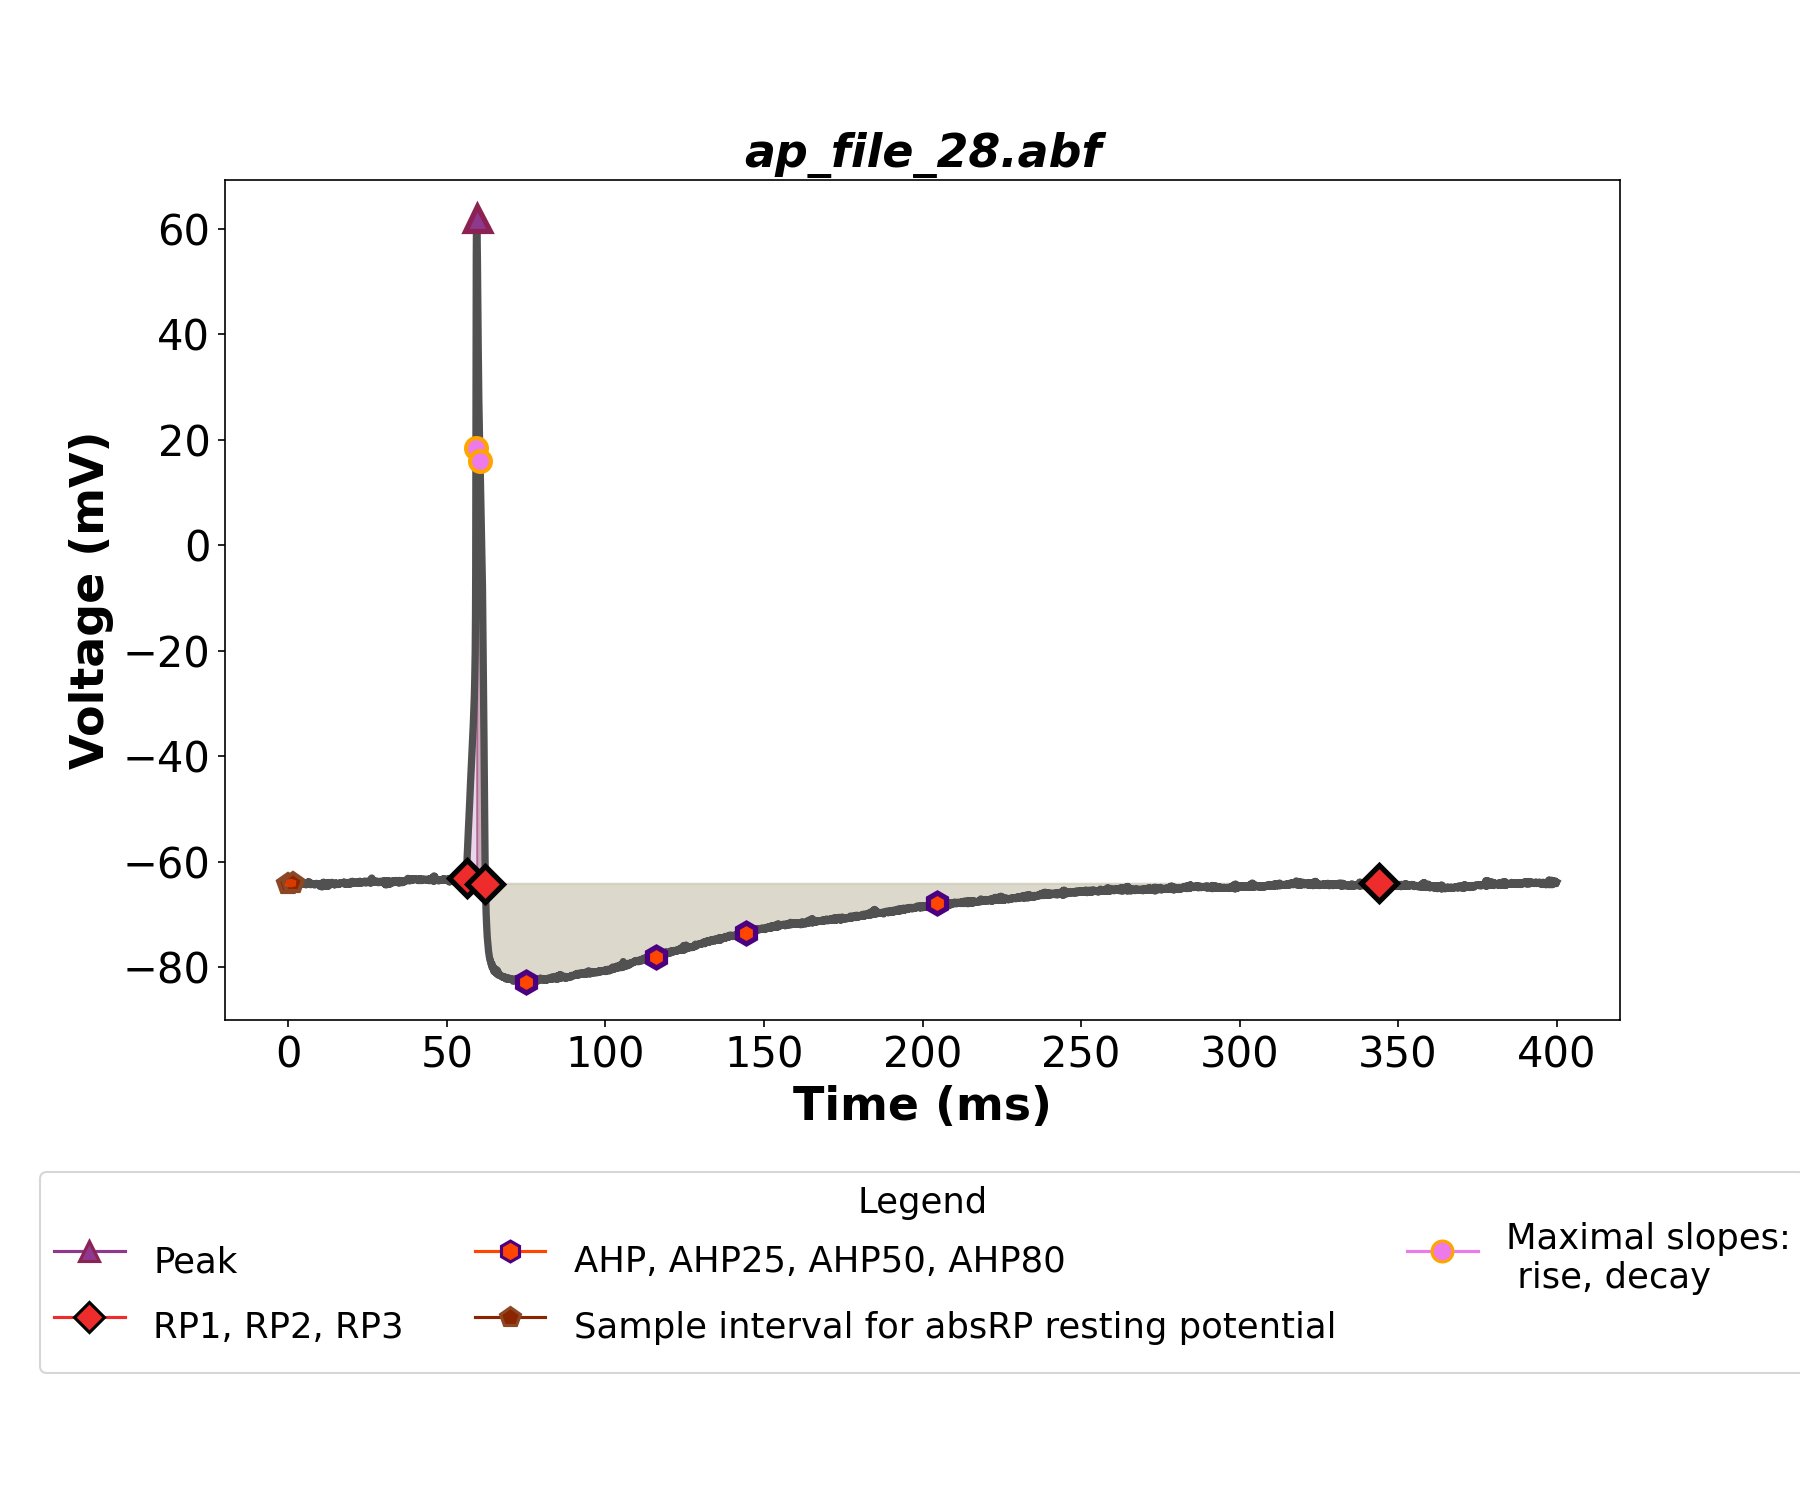 ap_file_28.abf
60
40
20
0
−20
−40
−60
−80
Voltage (mV)
0 50 100 150 200 250 300 350 400
Time (ms)
Legend
Peak
RP1, RP2, RP3
AHP, AHP25, AHP50, AHP80
Sample interval for absRP resting potential
Maximal slopes:
rise, decay